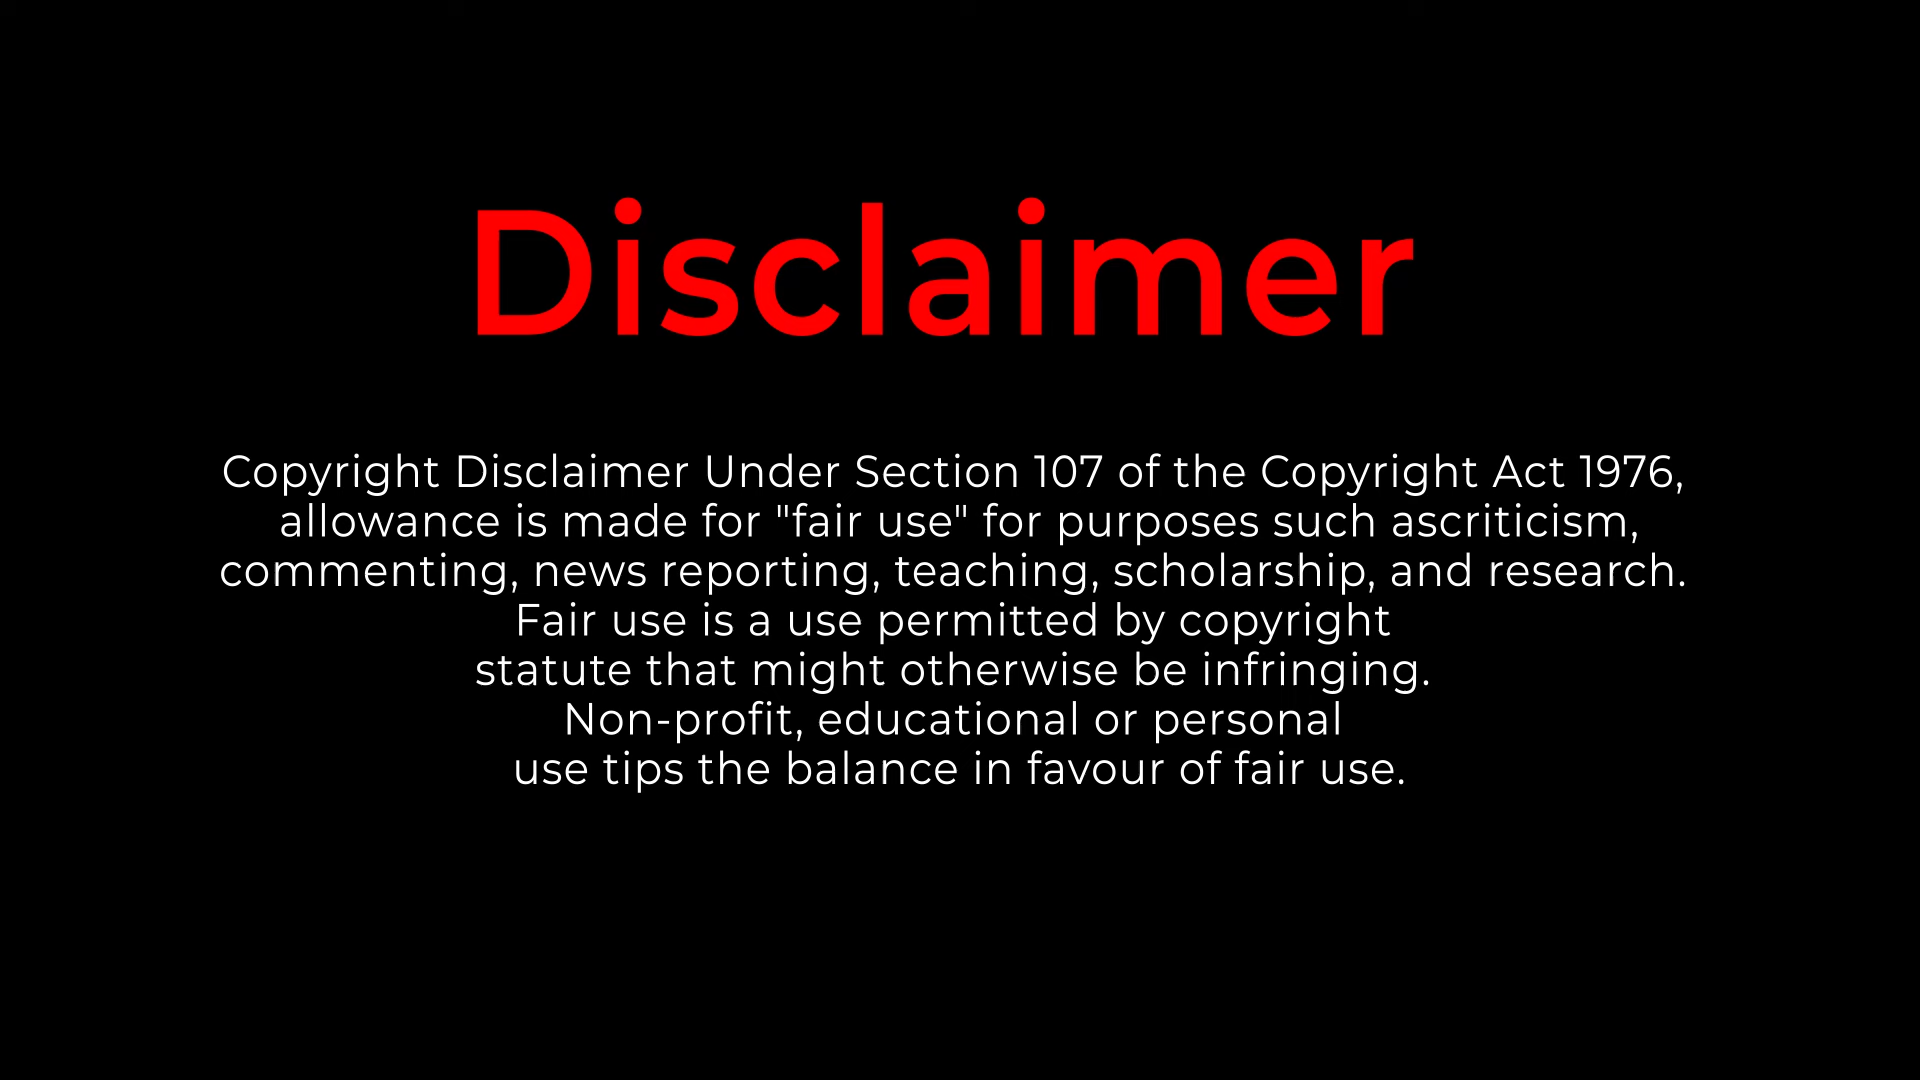 Disclaimer
Copyright Disclaimer Under Section 107 of the Copyright Act 1976,
allowance is made for "fair use" for purposes such ascriticism,
commenting, news reporting, teaching, scholarship, and research.
Fair use is a use permitted by copyright
statute that might otherwise be infringing.
Non-profit, educational or personal
use tips the balance in favour of fair use.